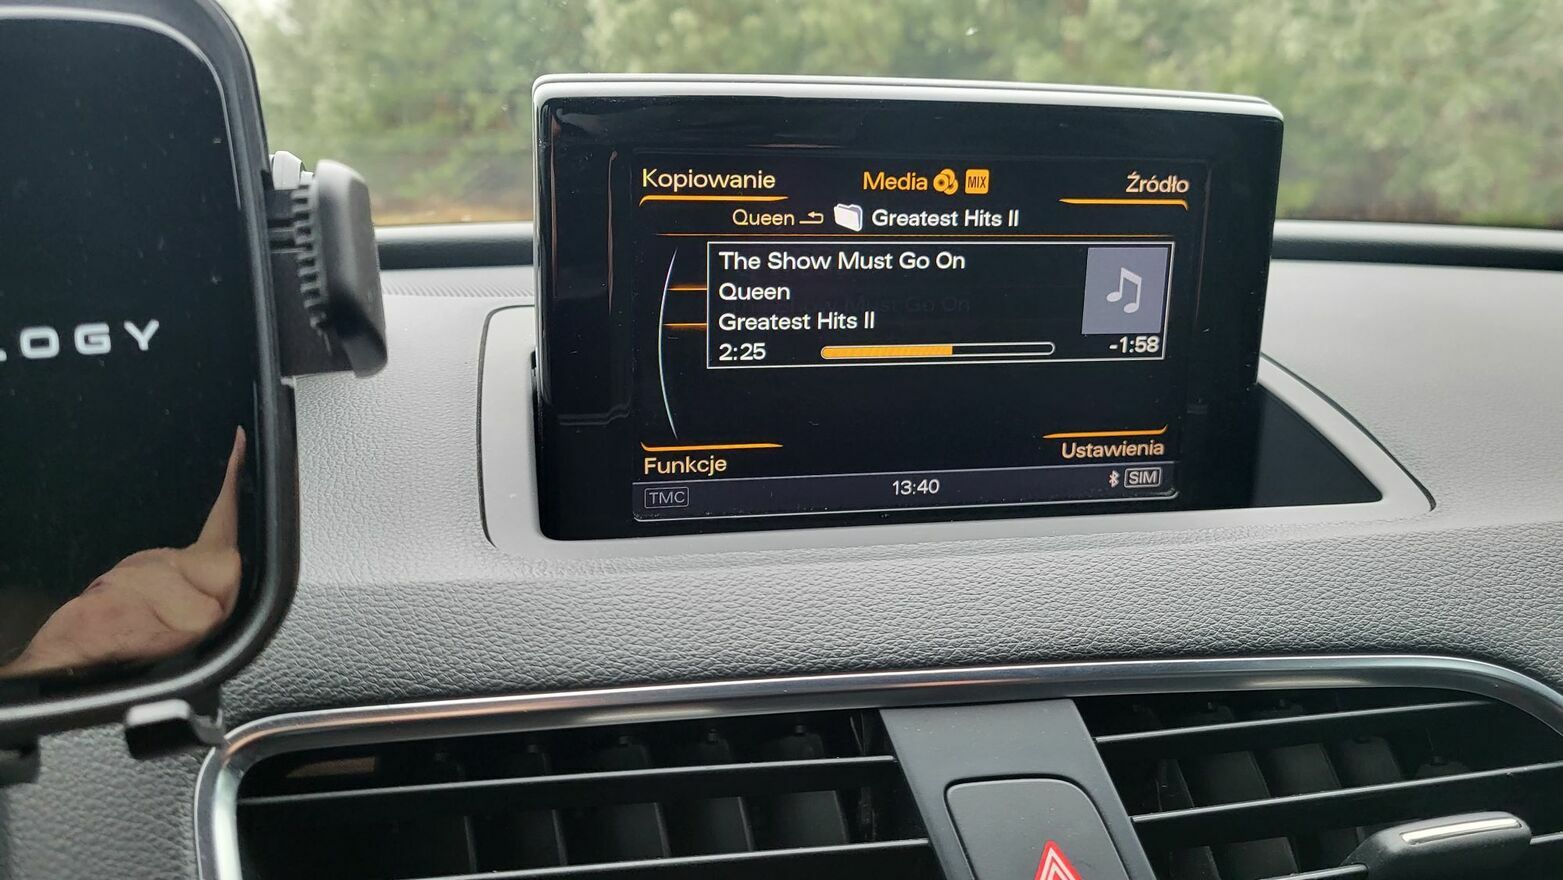 LOGY
Kopiowanie
Media MIX
Źródło
Queen Greatest Hits II
The Show Must Go On
Queen
Greatest Hits II
2:25
-1:58
Funkcje
Ustawienia
TMC
13:40
SIM